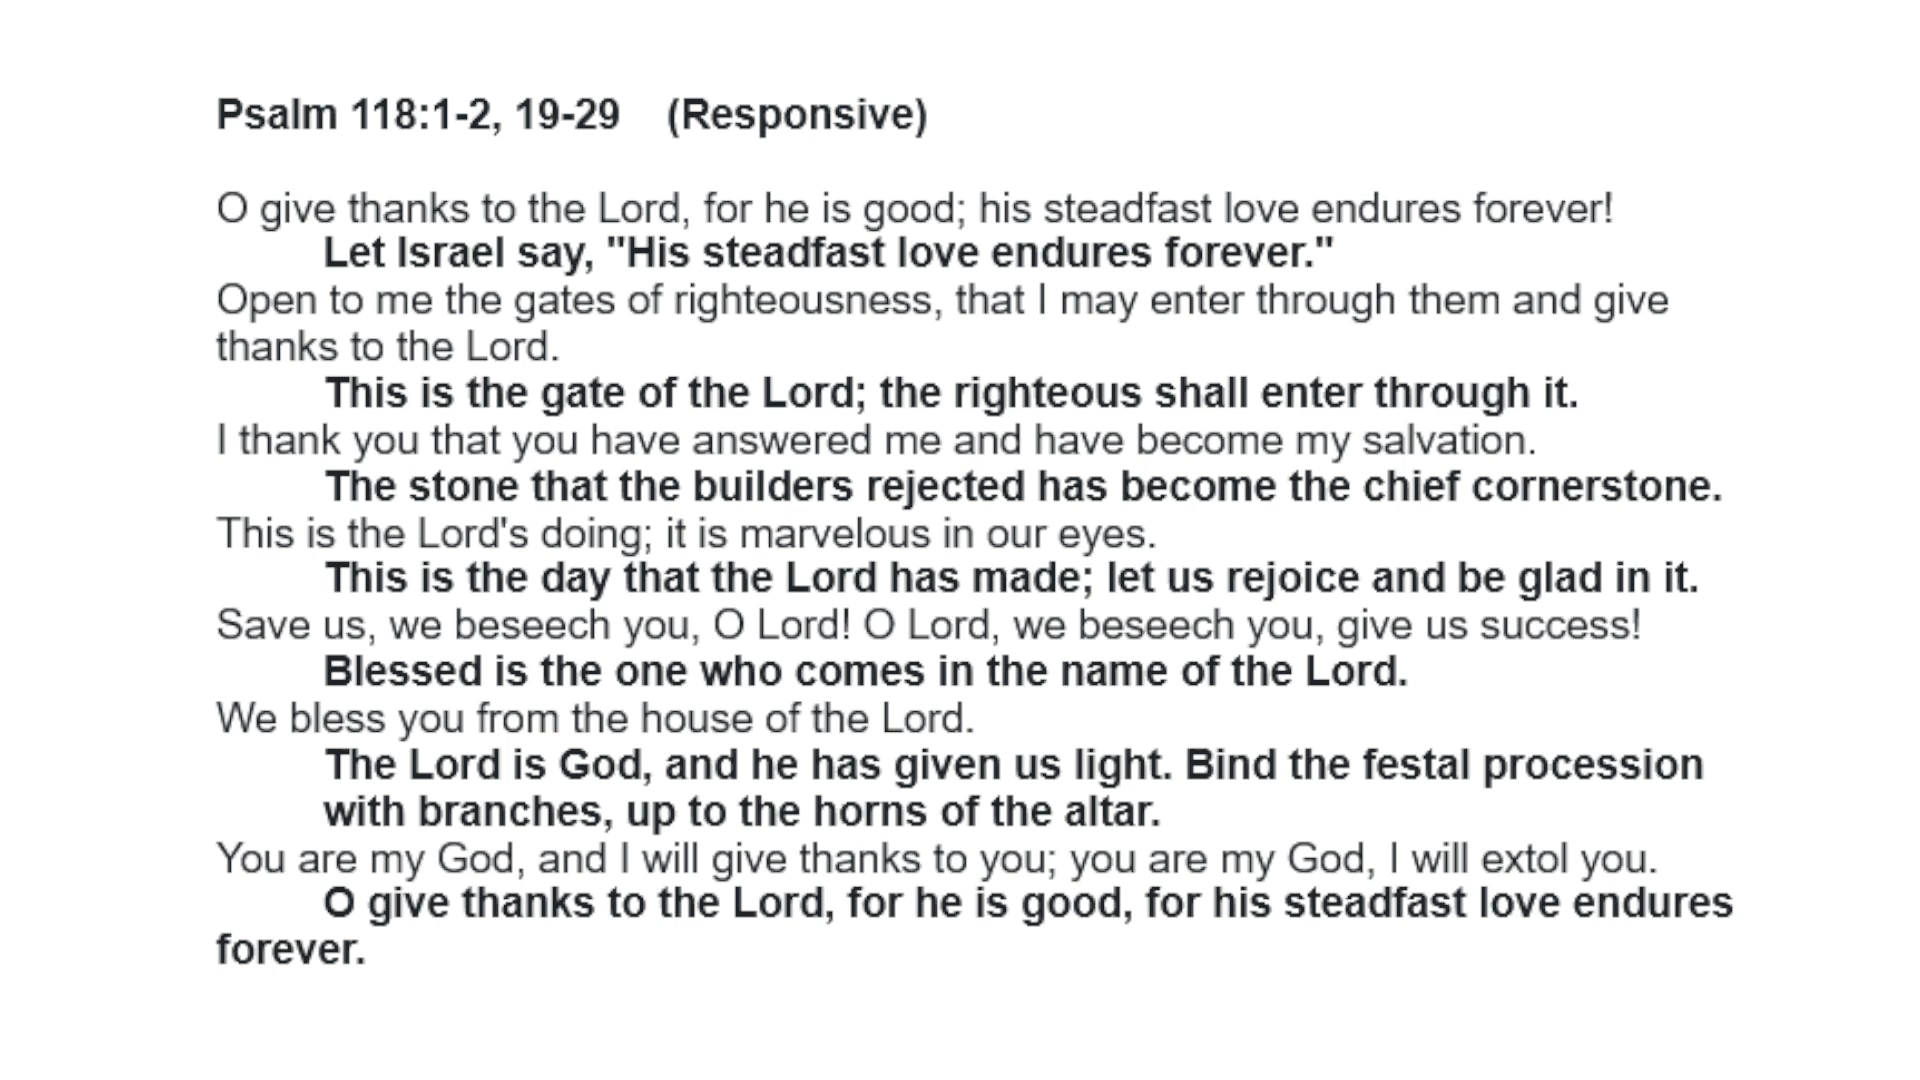 Psalm 118:1-2, 19-29 (Responsive)
O give thanks to the Lord, for he is good; his steadfast love endures forever!
Let Israel say, "His steadfast love endures forever."
Open to me the gates of righteousness, that I may enter through them and give
thanks to the Lord.
This is the gate of the Lord; the righteous shall enter through it.
I thank you that you have answered me and have become my salvation.
The stone that the builders rejected has become the chief cornerstone.
This is the Lord's doing; it is marvelous in our eyes.
This is the day that the Lord has made; let us rejoice and be glad in it.
Save us, we beseech you, O Lord! O Lord, we beseech you, give us success!
Blessed is the one who comes in the name of the Lord.
We bless you from the house of the Lord.
The Lord is God, and he has given us light. Bind the festal procession
with branches, up to the horns of the altar.
You are my God, and I will give thanks to you; you are my God, I will extol you.
O give thanks to the Lord, for he is good, for his steadfast love endures
forever.